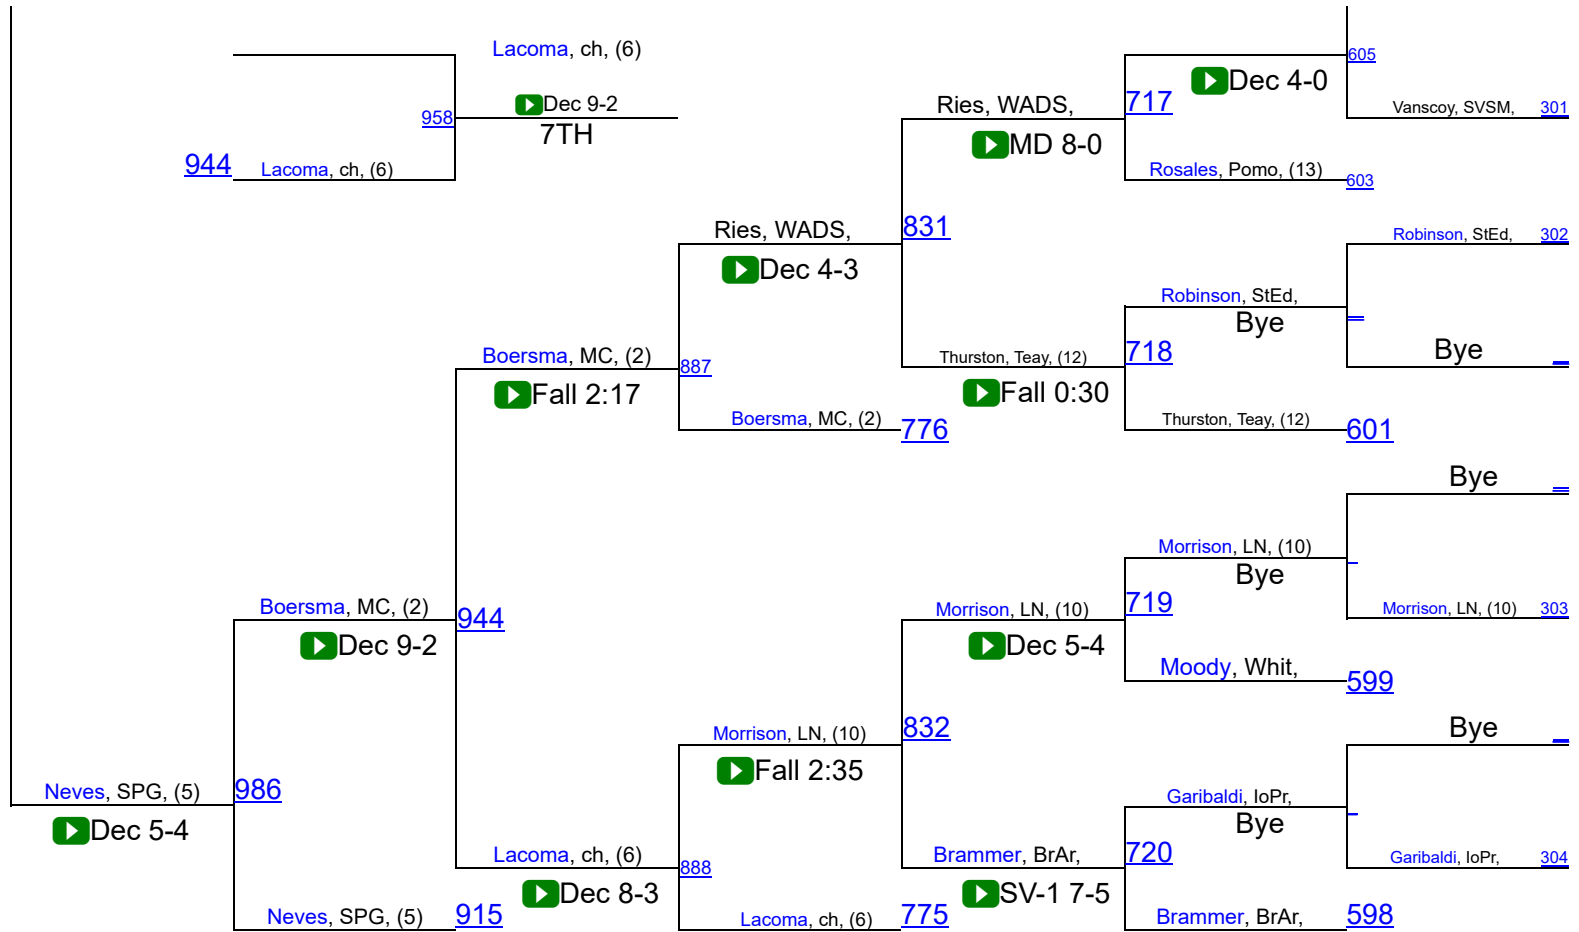 Lacoma, ch, (6)
605
Dec 4-0
Dec 9-2
Ries, WADS,
717
Vanscoy, SVSM, 301
958
7TH
MD 8-0
944 Lacoma, ch, (6)
Rosales, Pomo, (13)
603
Ries, WADS,
831
Robinson, StEd, 302
Dec 4-3
Robinson, StEd,
Bye
Boersma, MC, (2)
887
Thurston, Teay, (12)
718
Bye
Fall 2:17
Fall 0:30
Boersma, MC, (2) 776
Thurston, Teay, (12) 601
Bye
Morrison, LN, (10)
Bye
Boersma, MC, (2)
944
Morrison, LN, (10)
719
Morrison, LN, (10) 303
Dec 9-2
Dec 5-4
Moody, Whit, 599
Morrison, LN, (10)
832
Bye
Fall 2:35
Neves, SPG, (5)
986
Garibaldi, IoPr,
Dec 5-4
Bye
Lacoma, ch, (6)
888
Brammer, BrAr,
720
Garibaldi, IoPr, 304
Dec 8-3
SV-1 7-5
Neves, SPG, (5) 915
Lacoma, ch, (6) 775
Brammer, BrAr, 598